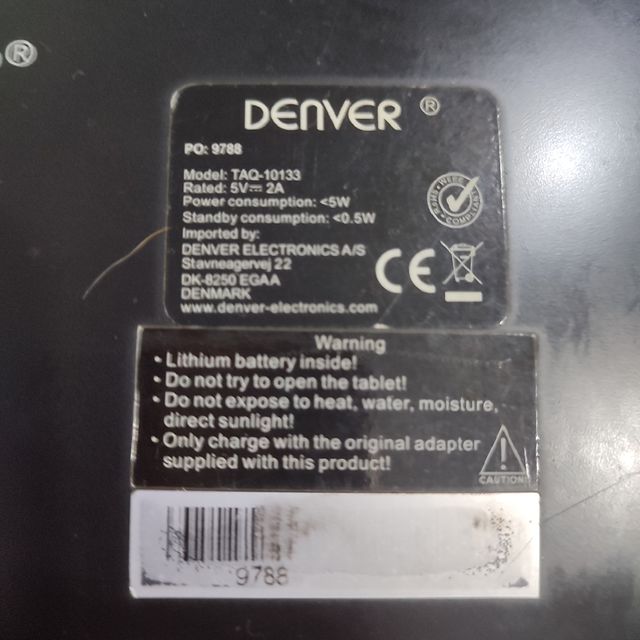 ®
DENVER ®
PO: 9788
Model: TAQ-10133
Rated: 5V⎓ 2A
Power consumption: <5W
Standby consumption: <0.5W
Imported by:
DENVER ELECTRONICS A/S
Stavneagervej 22
DK-8250 EGAA
DENMARK
www.denver-electronics.com
RoHS • WEEE • COMPLIANT
CE
Warning
• Lithium battery inside!
• Do not try to open the tablet!
• Do not expose to heat, water, moisture,
direct sunlight!
• Only charge with the original adapter
supplied with this product!
CAUTION!
9788